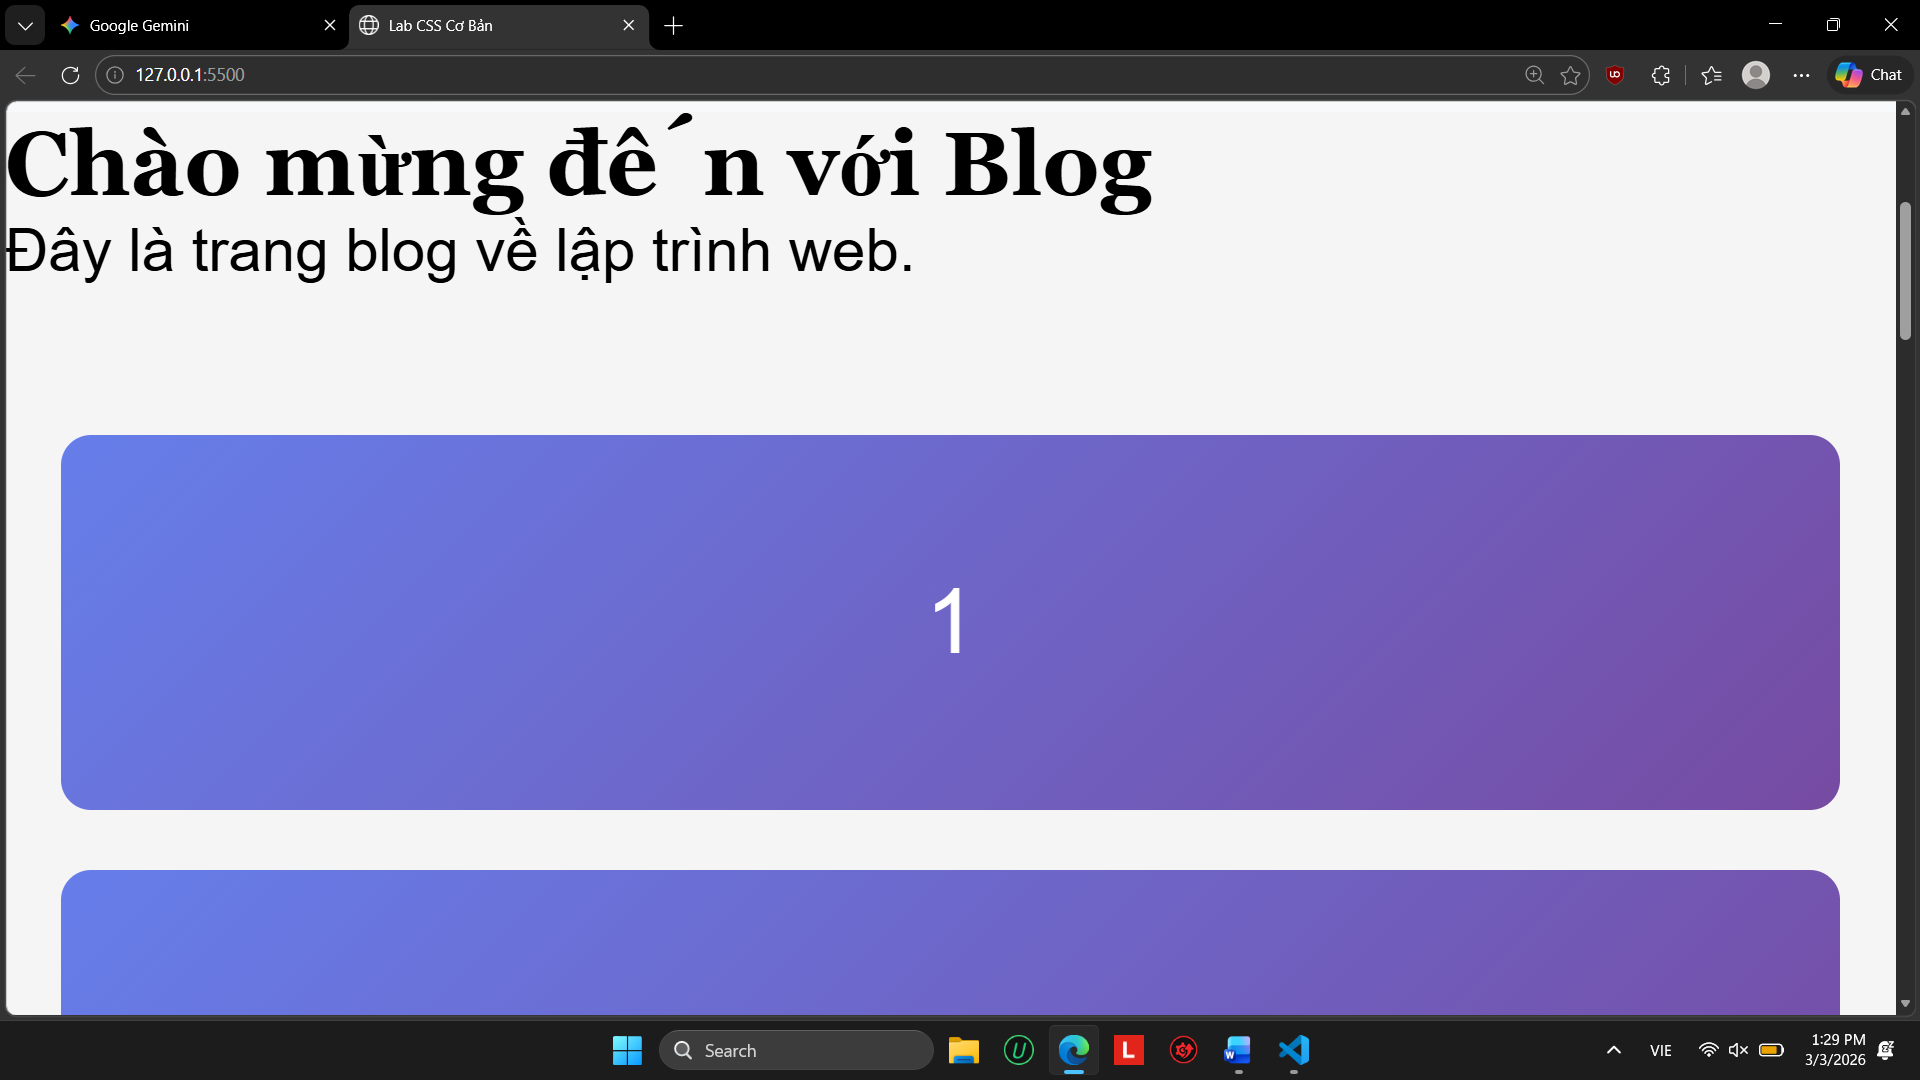 Google Gemini
Lab CSS Cơ Bản
127.0.0.1:5500
Chat
Chào mừng đến với Blog
Đây là trang blog về lập trình web.
1
Search
VIE
1:29 PM
3/3/2026